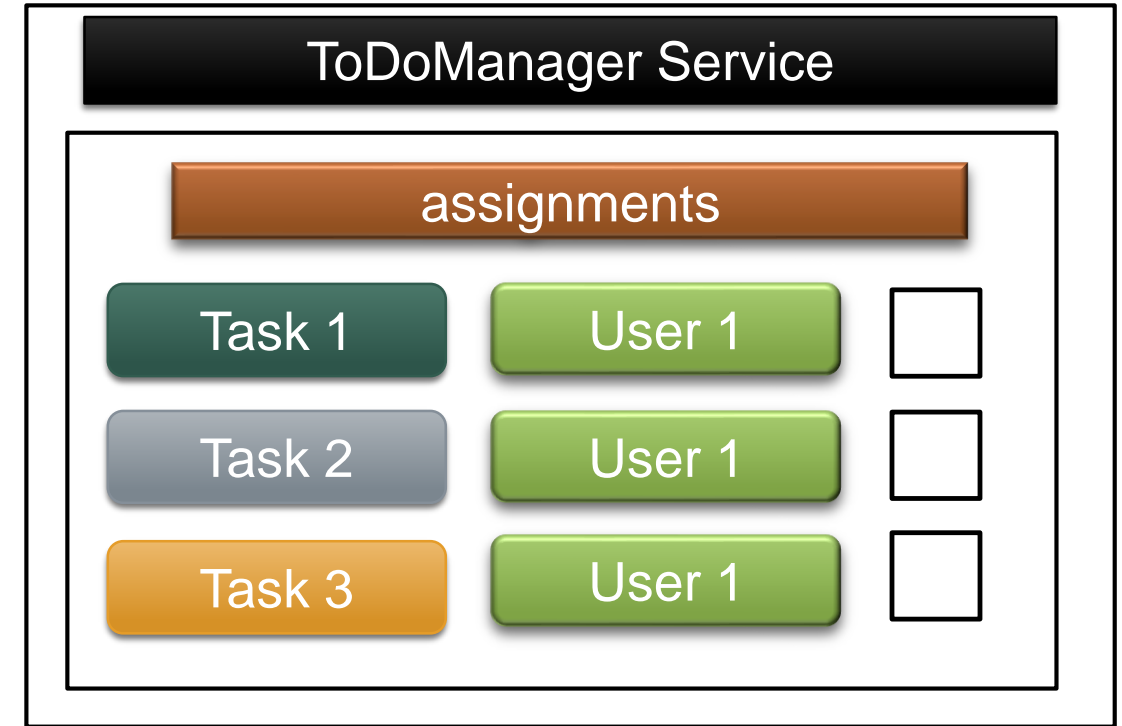 ToDoManager Service
assignments
Task 1 User 1
Task 2 User 1
Task 3 User 1